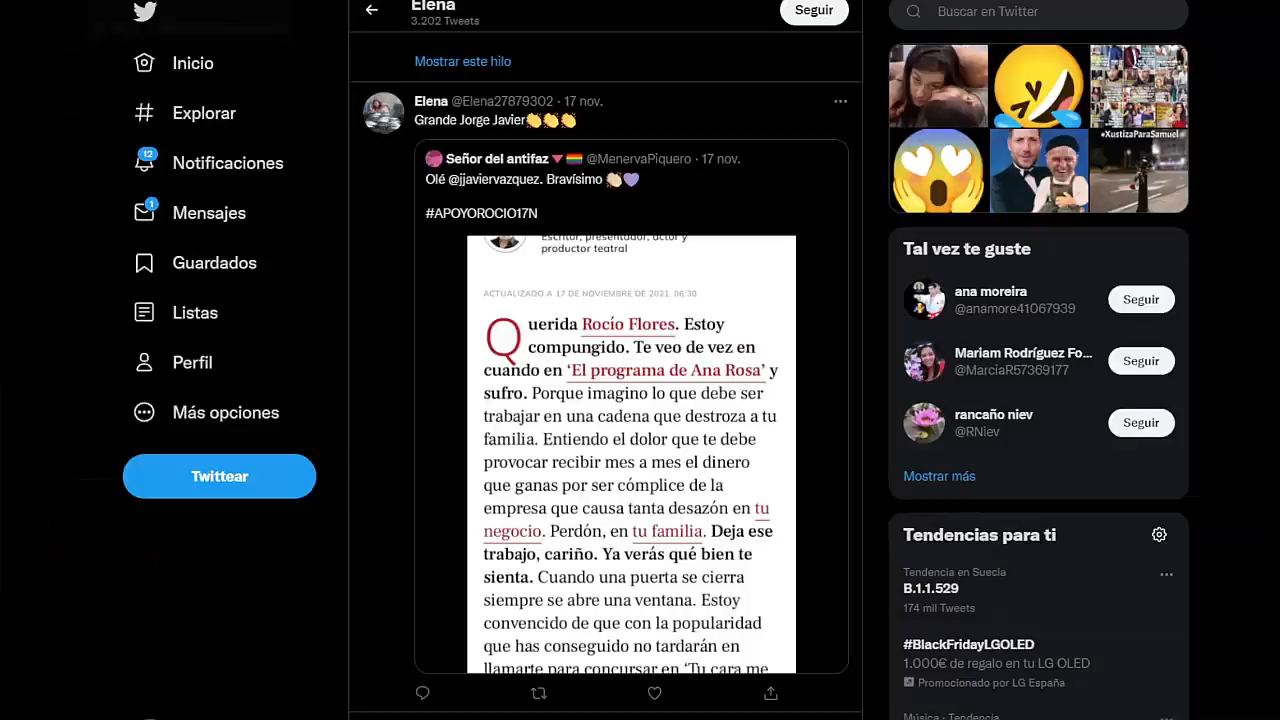 Inicio
Explorar
12
Notificaciones
1
Mensajes
Guardados
Listas
Perfil
Más opciones
Twittear
Elena
3.202 Tweets
Seguir
Mostrar este hilo
Elena @Elena27879302 · 17 nov.
Grande Jorge Javier👏👏👏
Señor del antifaz🔻🏳️‍🌈 @MenervaPiquero · 17 nov.
Olé @jjaviervazquez. Bravísimo 👏🏻💜
#APOYOROCIO17N
Escritor, presentador, actor y
productor teatral
ACTUALIZADO A 17 DE NOVIEMBRE DE 2021, 06:30
Querida Rocío Flores. Estoy
compungido. Te veo de vez en
cuando en ‘El programa de Ana Rosa’ y
sufro. Porque imagino lo que debe ser
trabajar en una cadena que destroza a tu
familia. Entiendo el dolor que te debe
provocar recibir mes a mes el dinero
que ganas por ser cómplice de la
empresa que causa tanta desazón en tu
negocio. Perdón, en tu familia. Deja ese
trabajo, cariño. Ya verás qué bien te
sienta. Cuando una puerta se cierra
siempre se abre una ventana. Estoy
convencido de que con la popularidad
que has conseguido no tardarán en
llamarte para concursar en ‘Tu cara me
Buscar en Twitter
#XustizaParaSamuel
Tal vez te guste
ana moreira
@anamore41067939
Seguir
Mariam Rodríguez Fo...
@MarciaR57369177
Seguir
rancaño niev
@RNiev
Seguir
Mostrar más
Tendencias para ti
Tendencia en Suecia
B.1.1.529
174 mil Tweets
#BlackFridayLGOLED
1.000€ de regalo en tu LG OLED
Promocionado por LG España
Música · Tendencia